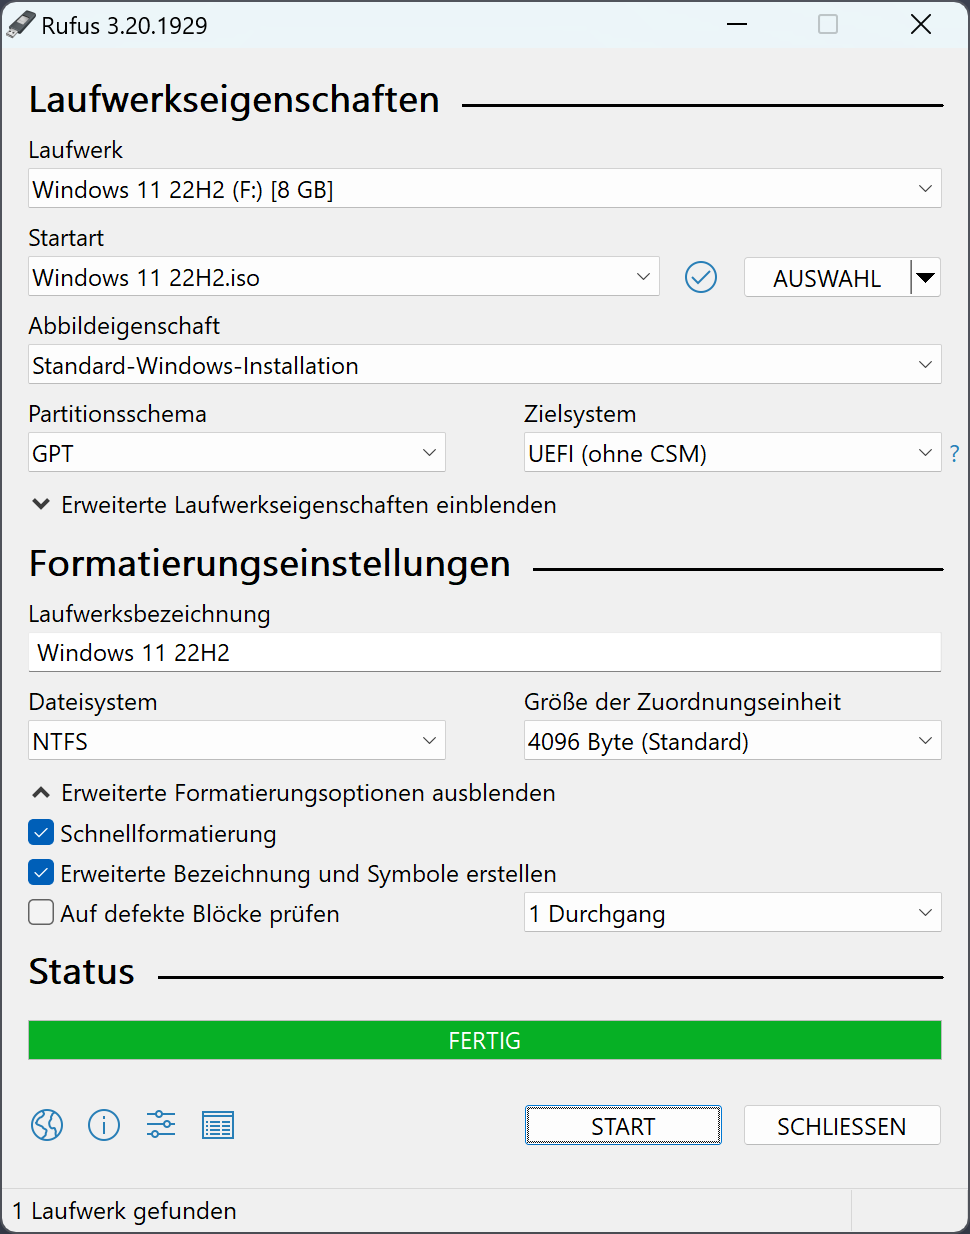 Rufus 3.20.1929
Laufwerkseigenschaften
Laufwerk
Windows 11 22H2 (F:) [8 GB]
Startart
Windows 11 22H2.iso
AUSWAHL
Abbildeigenschaft
Standard-Windows-Installation
Partitionsschema
Zielsystem
GPT
UEFI (ohne CSM)
?
Erweiterte Laufwerkseigenschaften einblenden
Formatierungseinstellungen
Laufwerksbezeichnung
Windows 11 22H2
Dateisystem
Größe der Zuordnungseinheit
NTFS
4096 Byte (Standard)
Erweiterte Formatierungsoptionen ausblenden
Schnellformatierung
Erweiterte Bezeichnung und Symbole erstellen
Auf defekte Blöcke prüfen
1 Durchgang
Status
FERTIG
START
SCHLIESSEN
1 Laufwerk gefunden